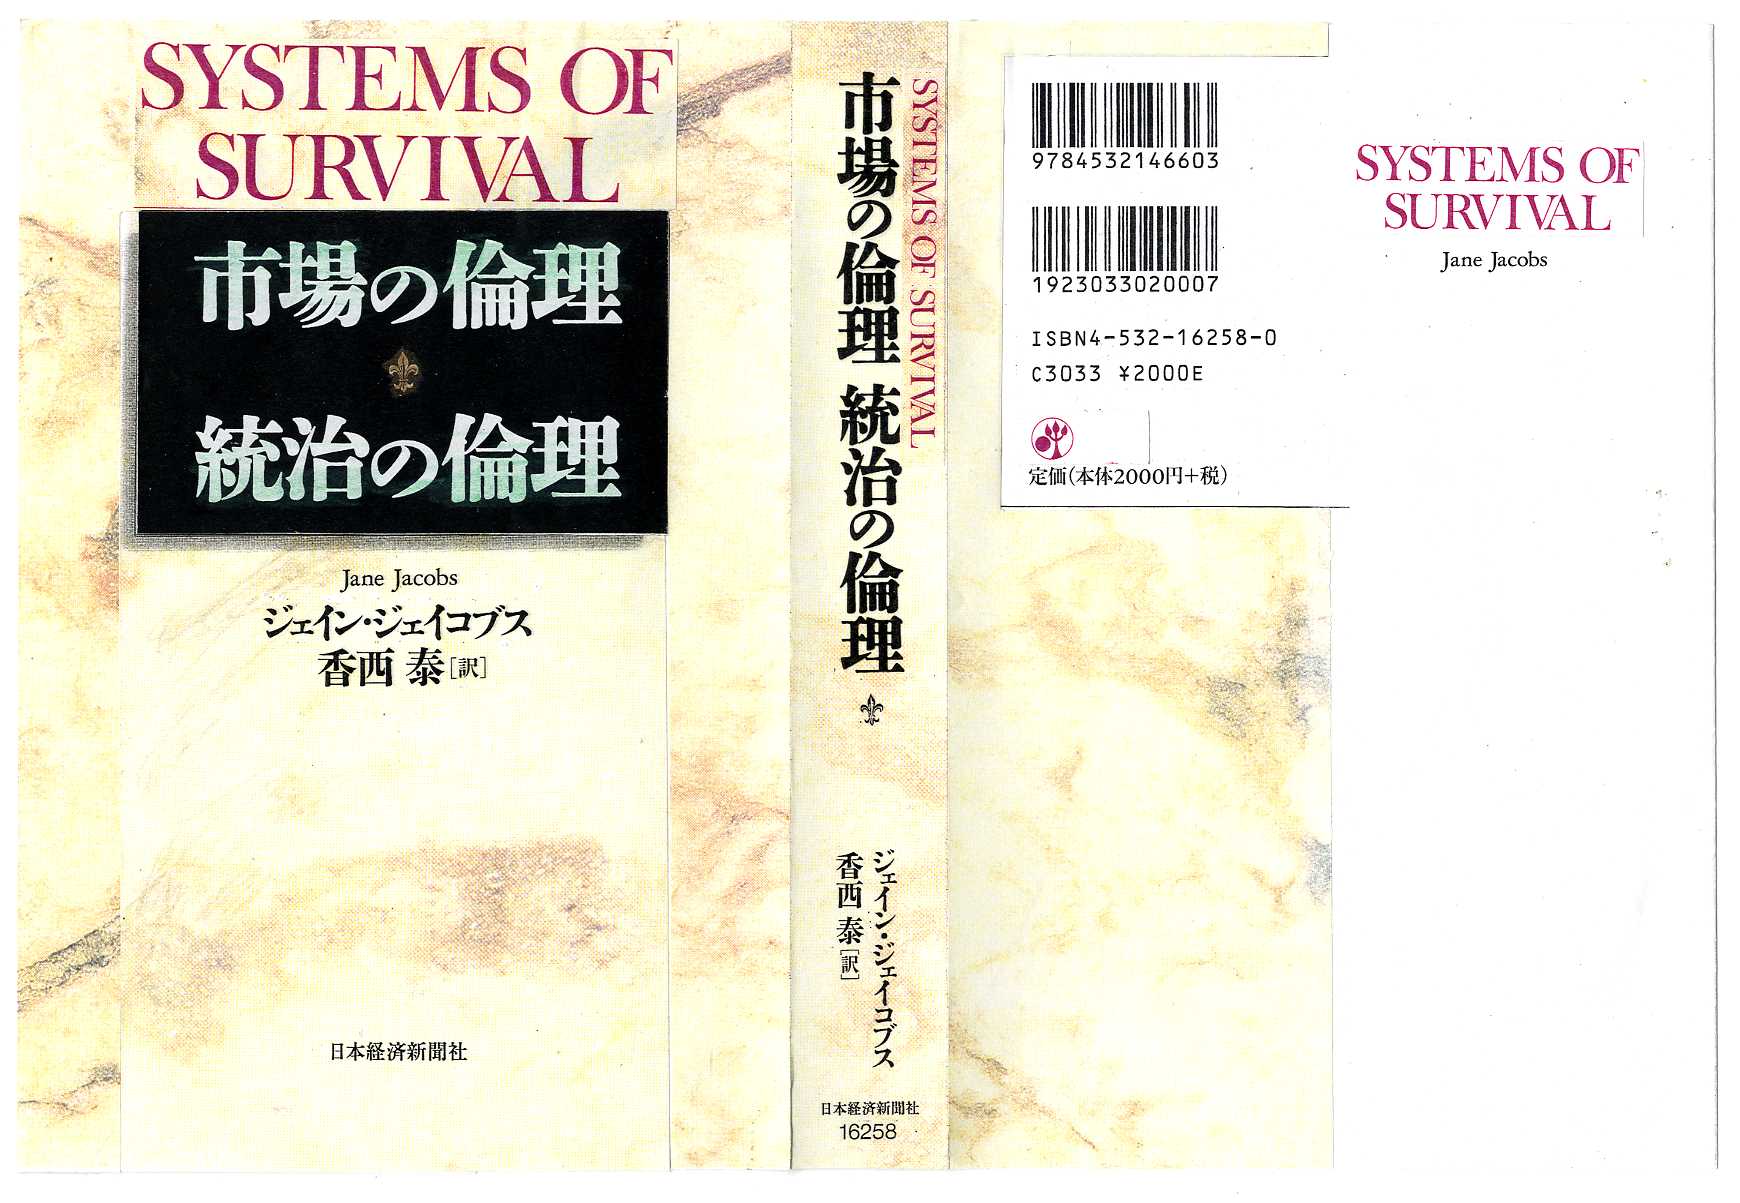 SYSTEMS OF
SURVIVAL
市場の倫理
統治の倫理
Jane Jacobs
ジェイン・ジェイコブス
香西 泰[訳]
日本経済新聞社
SYSTEMS OF SURVIVAL
市場の倫理 統治の倫理
ジェイン・ジェイコブス
香西 泰[訳]
日本経済新聞社
16258
9784532146603
1923033020007
ISBN4-532-16258-0
C3033 ¥2000E
定価(本体2000円+税)
SYSTEMS OF
SURVIVAL
Jane Jacobs